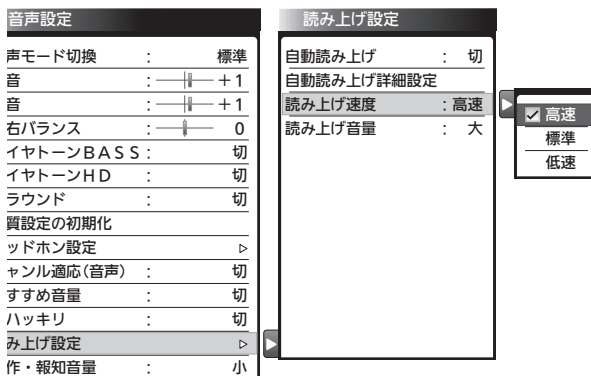 音声設定
声モード切換 : 標準
音 : +1
音 : +1
右バランス : 0
イヤトーンBASS : 切
イヤトーンHD : 切
ラウンド : 切
質設定の初期化
ッドホン設定
ャンル適応(音声) : 切
すすめ音量 : 切
ハッキリ : 切
み上げ設定
作・報知音量 : 小
読み上げ設定
自動読み上げ : 切
自動読み上げ詳細設定
読み上げ速度 : 高速
読み上げ音量 : 大
高速
標準
低速